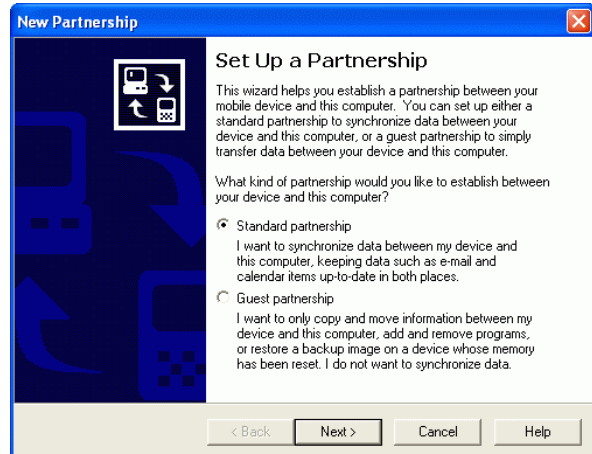 New Partnership
Set Up a Partnership
This wizard helps you establish a partnership between your
mobile device and this computer.  You can set up either a
standard partnership to synchronize data between your
device and this computer, or a guest partnership to simply
transfer data between your device and this computer.
What kind of partnership would you like to establish between
your device and this computer?
Standard partnership
I want to synchronize data between my device and
this computer, keeping data such as e-mail and
calendar items up-to-date in both places.
Guest partnership
I want to only copy and move information between my
device and this computer, add and remove programs,
or restore a backup image on a device whose memory
has been reset. I do not want to synchronize data.
< Back Next > Cancel Help